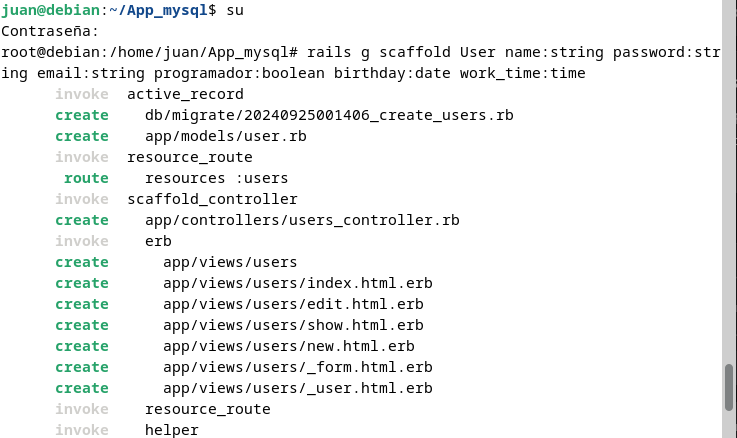 juan@debian:~/App_mysql$ su
Contraseña:
root@debian:/home/juan/App_mysql# rails g scaffold User name:string password:str
ing email:string programador:boolean birthday:date work_time:time
      invoke  active_record
      create    db/migrate/20240925001406_create_users.rb
      create    app/models/user.rb
      invoke  resource_route
       route    resources :users
      invoke  scaffold_controller
      create    app/controllers/users_controller.rb
      invoke    erb
      create      app/views/users
      create      app/views/users/index.html.erb
      create      app/views/users/edit.html.erb
      create      app/views/users/show.html.erb
      create      app/views/users/new.html.erb
      create      app/views/users/_form.html.erb
      create      app/views/users/_user.html.erb
      invoke    resource_route
      invoke    helper